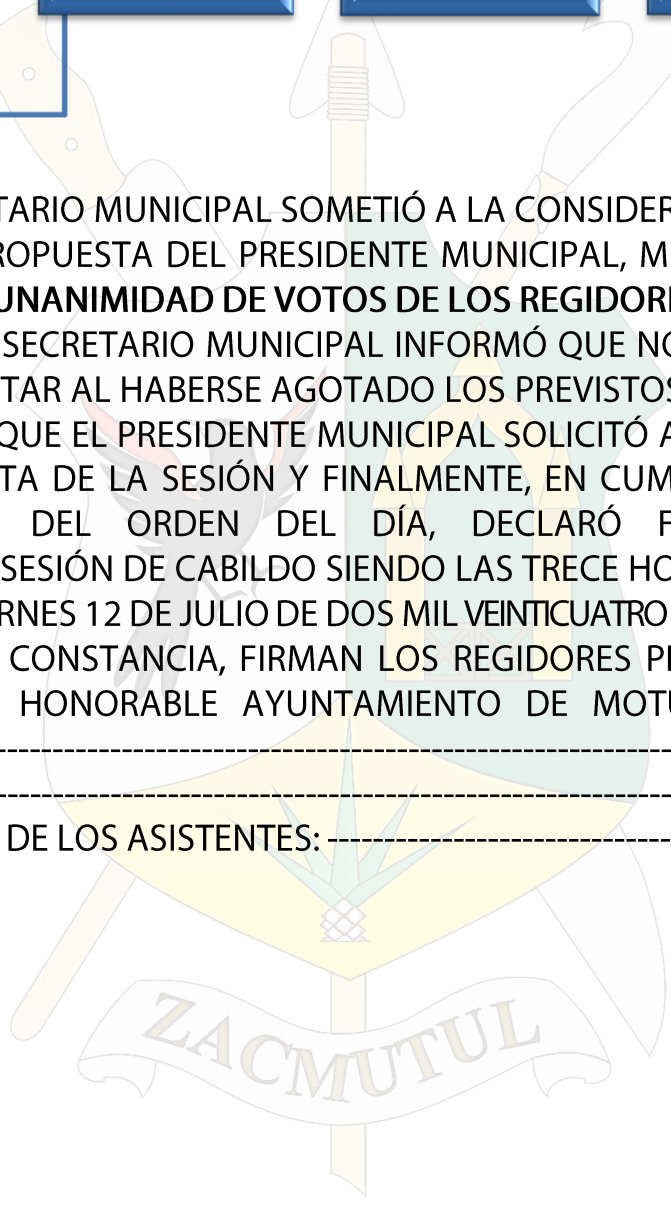 TARIO MUNICIPAL SOMETIÓ A LA CONSIDER
ROPUESTA DEL PRESIDENTE MUNICIPAL, M
UNANIMIDAD DE VOTOS DE LOS REGIDOR
SECRETARIO MUNICIPAL INFORMÓ QUE NO
TAR AL HABERSE AGOTADO LOS PREVISTOS
QUE EL PRESIDENTE MUNICIPAL SOLICITÓ A
TA DE LA SESIÓN Y FINALMENTE, EN CUM
DEL ORDEN DEL DÍA, DECLARÓ F
SESIÓN DE CABILDO SIENDO LAS TRECE HO
RNES 12 DE JULIO DE DOS MIL VEINTICUATRO
CONSTANCIA, FIRMAN LOS REGIDORES P
HONORABLE AYUNTAMIENTO DE MOTU
DE LOS ASISTENTES: --------------------------------
ZACMUTUL